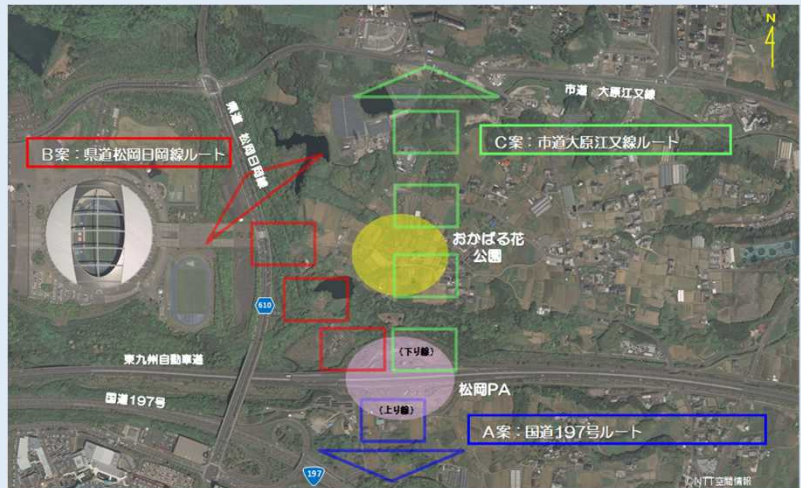 N
市道 大原江又線
県道 松岡日岡線
B案：県道松岡日岡線ルート
C案：市道大原江又線ルート
おかばる花
公園
610
(下り線)
東九州自動車道
松岡PA
国道197号
(上り線)
A案：国道197号ルート
197
©NTT空間情報